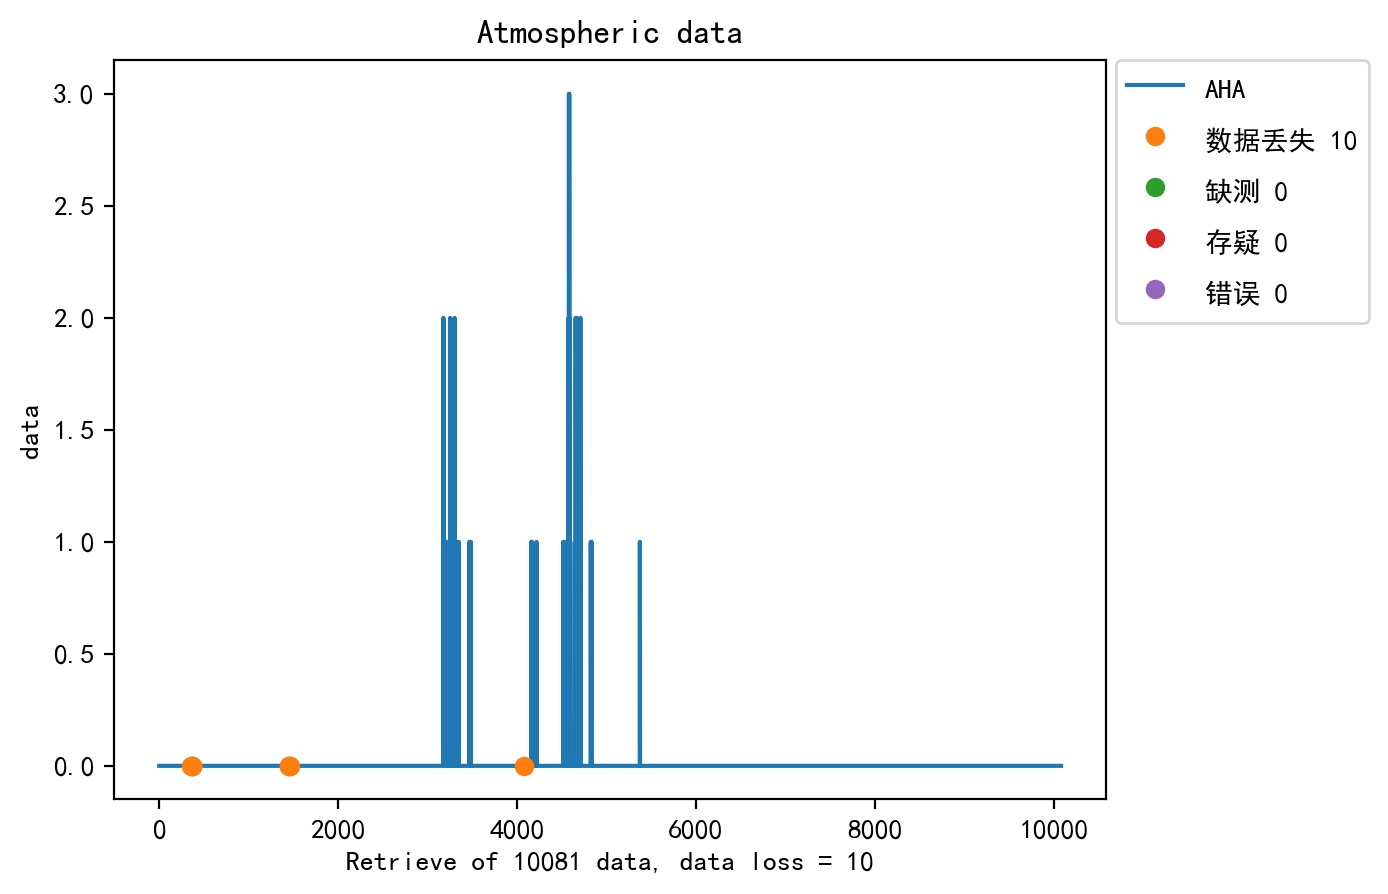 Atmospheric data
3.0
2.5
2.0
1.5
1.0
0.5
0.0
data
0 2000 4000 6000 8000 10000
Retrieve of 10081 data, data loss = 10
AHA
数据丢失 10
缺测 0
存疑 0
错误 0